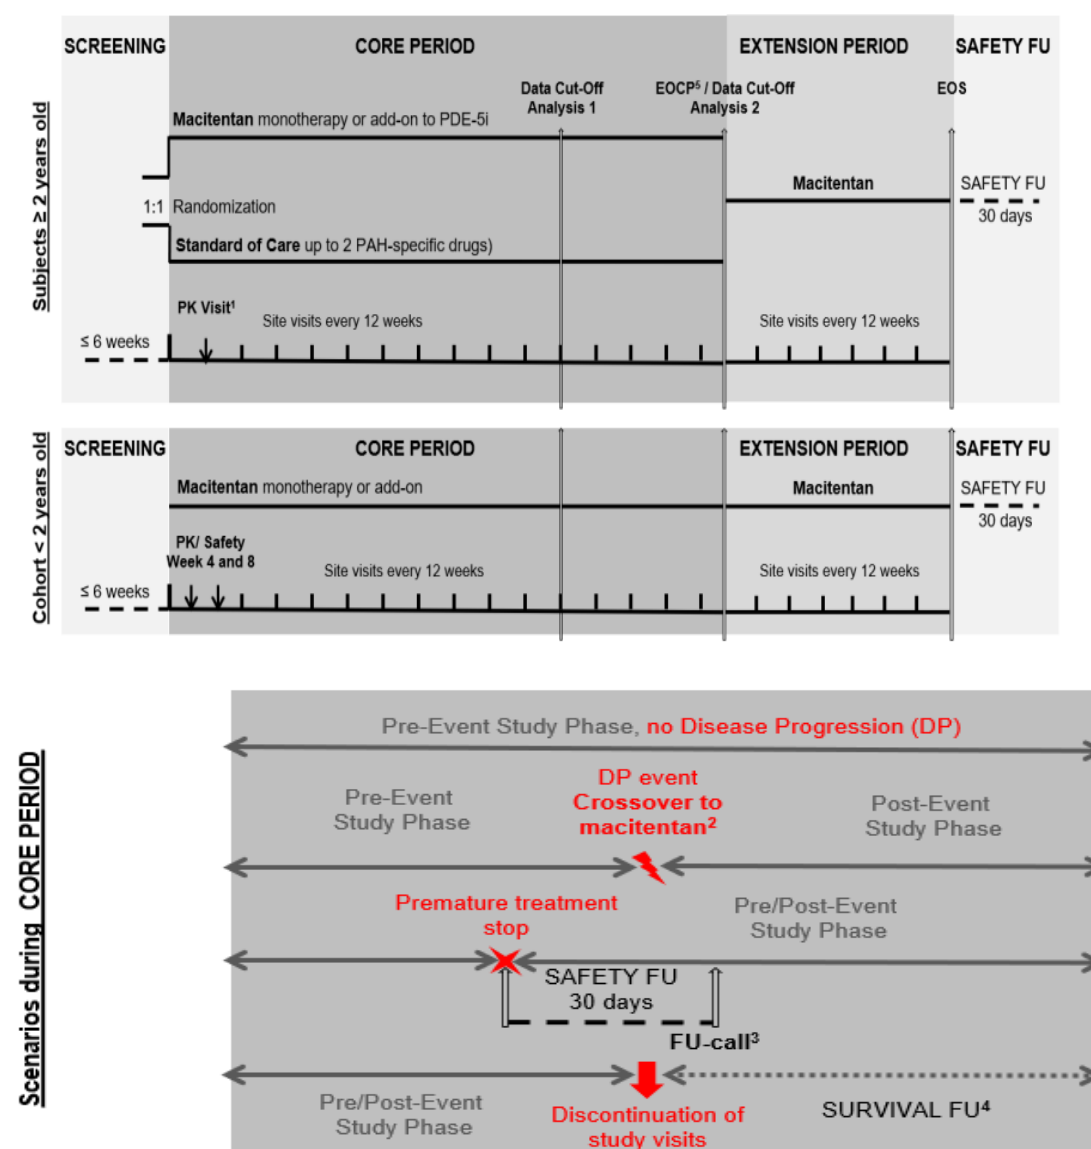 SCREENING
CORE PERIOD
EXTENSION PERIOD
SAFETY FU
Subjects ≥ 2 years old
Data Cut-Off
Analysis 1
EOCP⁵ / Data Cut-Off
Analysis 2
EOS
Macitentan monotherapy or add-on to PDE-5i
Macitentan
SAFETY FU
30 days
1:1 Randomization
Standard of Care up to 2 PAH-specific drugs)
PK Visit¹
Site visits every 12 weeks
Site visits every 12 weeks
≤ 6 weeks
Cohort < 2 years old
SCREENING
CORE PERIOD
EXTENSION PERIOD
SAFETY FU
Macitentan monotherapy or add-on
Macitentan
SAFETY FU
30 days
PK/ Safety
Week 4 and 8
Site visits every 12 weeks
Site visits every 12 weeks
≤ 6 weeks
Scenarios during CORE PERIOD
Pre-Event Study Phase, no Disease Progression (DP)
Pre-Event
Study Phase
DP event
Crossover to
macitentan²
Post-Event
Study Phase
Premature treatment
stop
Pre/Post-Event
Study Phase
SAFETY FU
30 days
FU-call³
Pre/Post-Event
Study Phase
Discontinuation of
study visits
SURVIVAL FU⁴